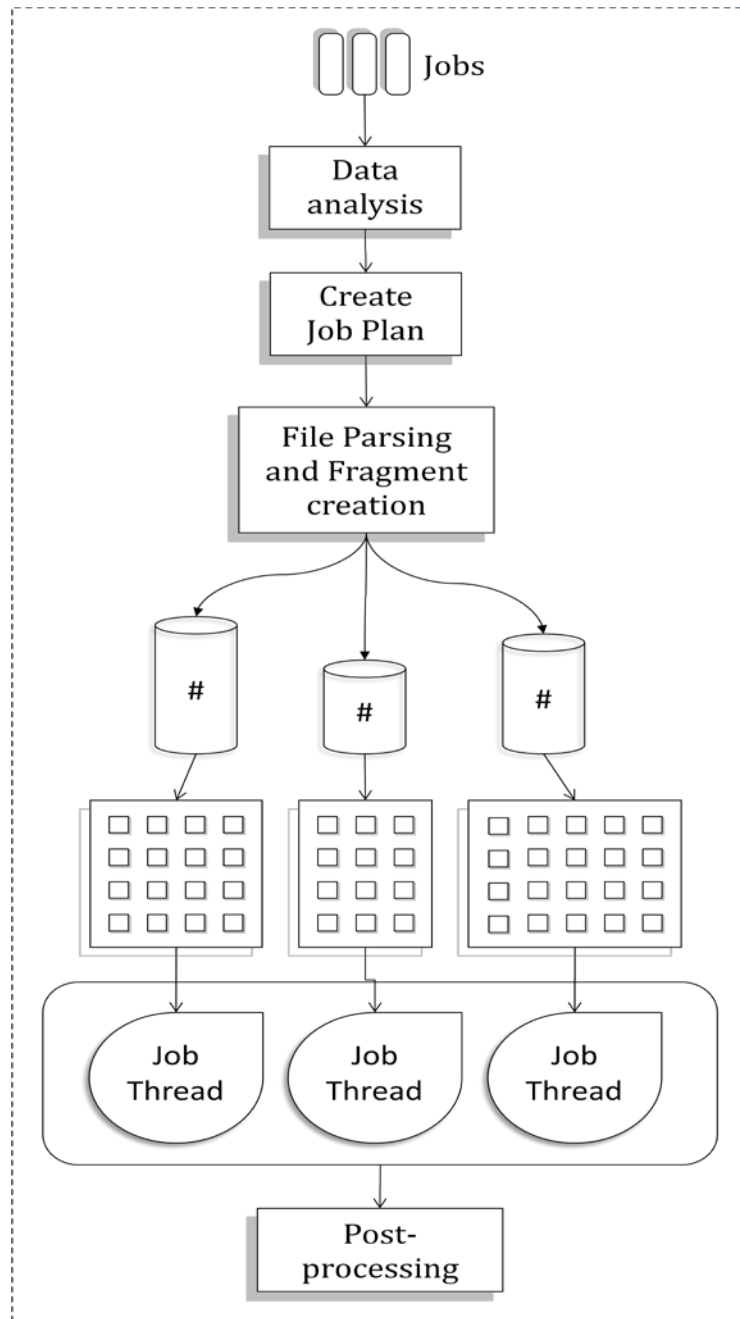 Jobs
Data
analysis
Create
Job Plan
File Parsing
and Fragment
creation
#
#
#
Job
Thread
Job
Thread
Job
Thread
Post-
processing